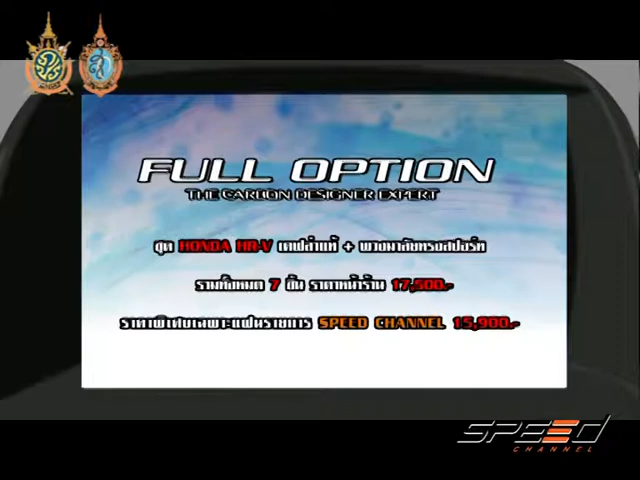 FULL OPTION
THE CARBON DESIGNER EXPERT
ชุด HONDA HR-V เคฟล่าแท้ + พวงมาลัยทรงสปอร์ท
รวมทั้งหมด 7 ชิ้น ราคาหน้าร้าน 17,500.-
ราคาพิเศษเฉพาะแฟนรายการ SPEED CHANNEL 15,900.-
SPEED
CHANNEL